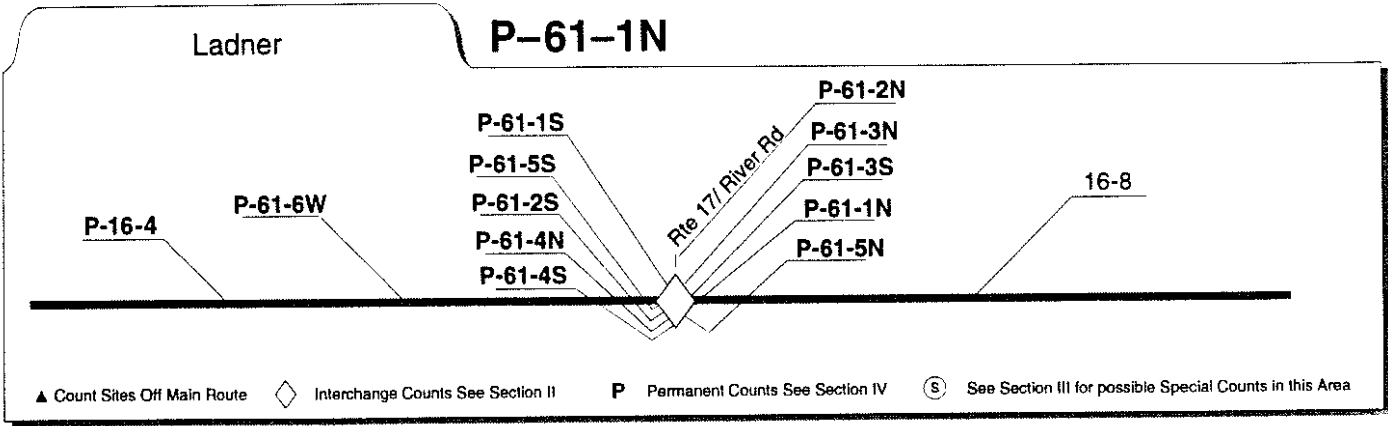 Ladner
P–61–1N
P-61-2N
P-61-1S
P-61-3N
P-61-5S
P-61-3S
Rte 17/ River Rd
16-8
P-61-6W
P-61-2S
P-61-1N
P-16-4
P-61-4N
P-61-5N
P-61-4S
▲ Count Sites Off Main Route
Interchange Counts See Section II
P Permanent Counts See Section IV
S See Section III for possible Special Counts in this Area